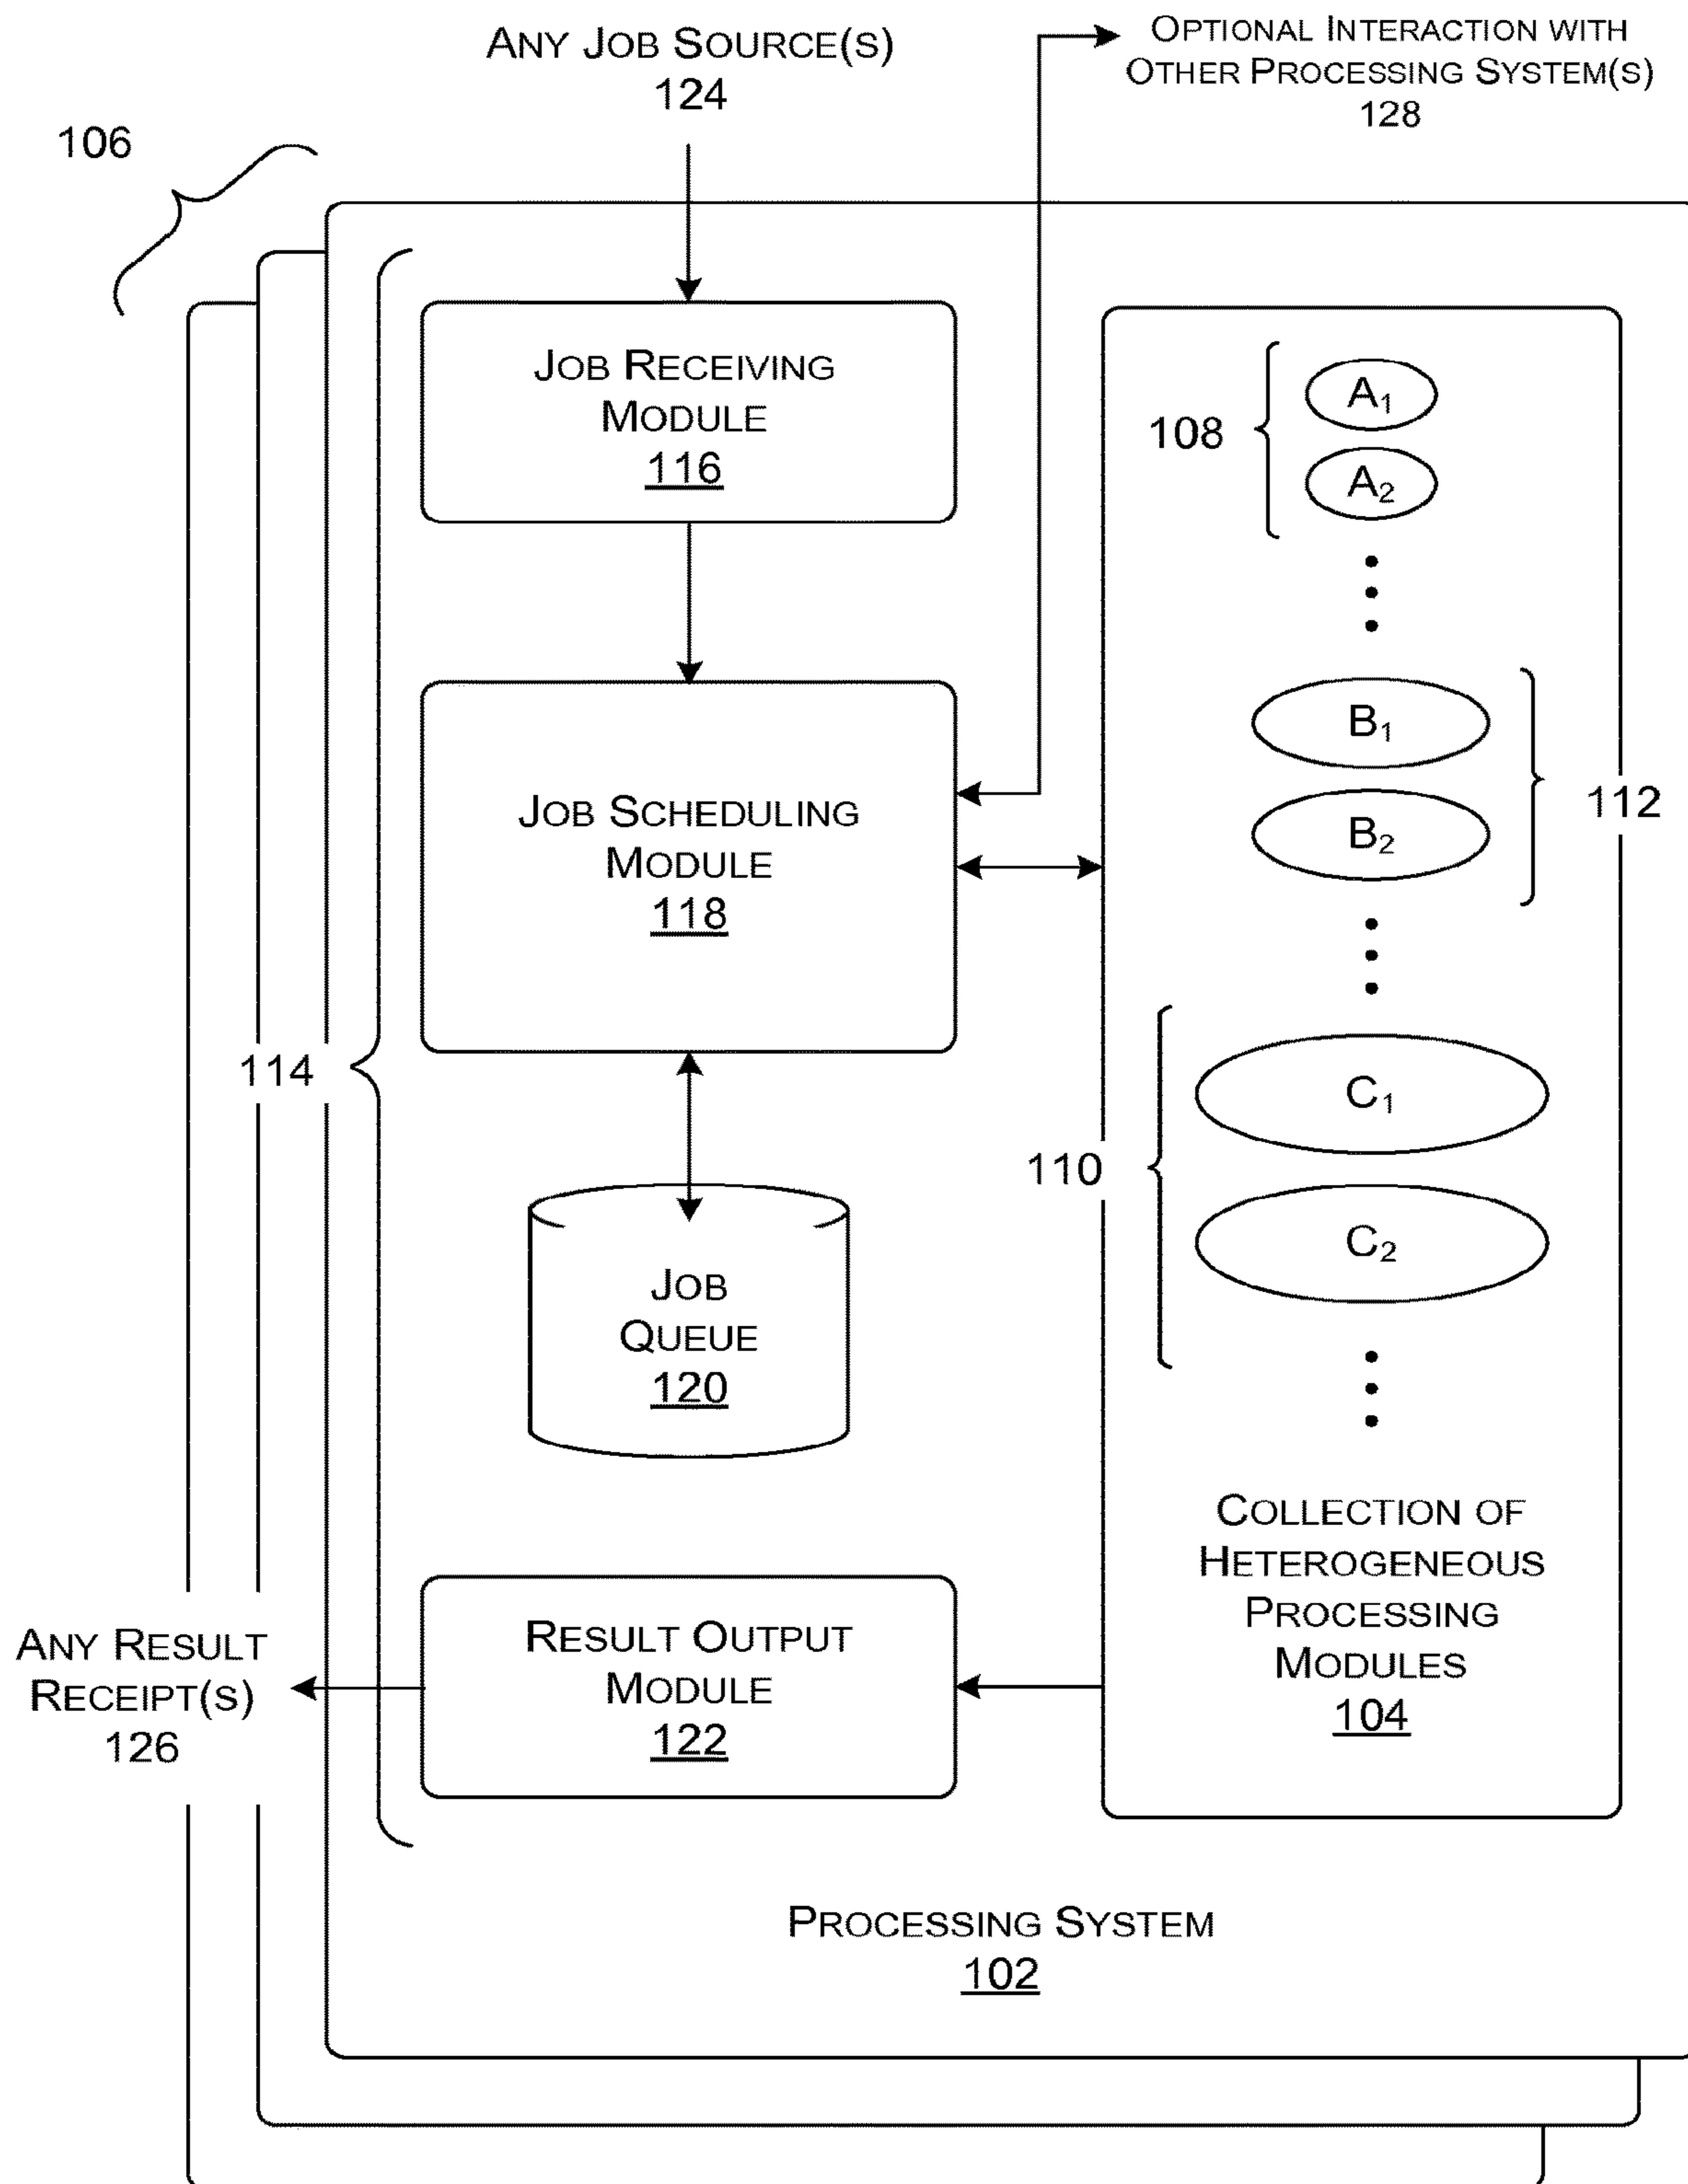 ANY JOB SOURCE(S)
124
OPTIONAL INTERACTION WITH
OTHER PROCESSING SYSTEM(S)
128
106
JOB RECEIVING
MODULE
116
108
A₁
A₂
B₁
B₂
112
JOB SCHEDULING
MODULE
118
114
110
C₁
C₂
JOB
QUEUE
120
COLLECTION OF
HETEROGENEOUS
PROCESSING
MODULES
104
RESULT OUTPUT
MODULE
122
ANY RESULT
RECEIPT(S)
126
PROCESSING SYSTEM
102